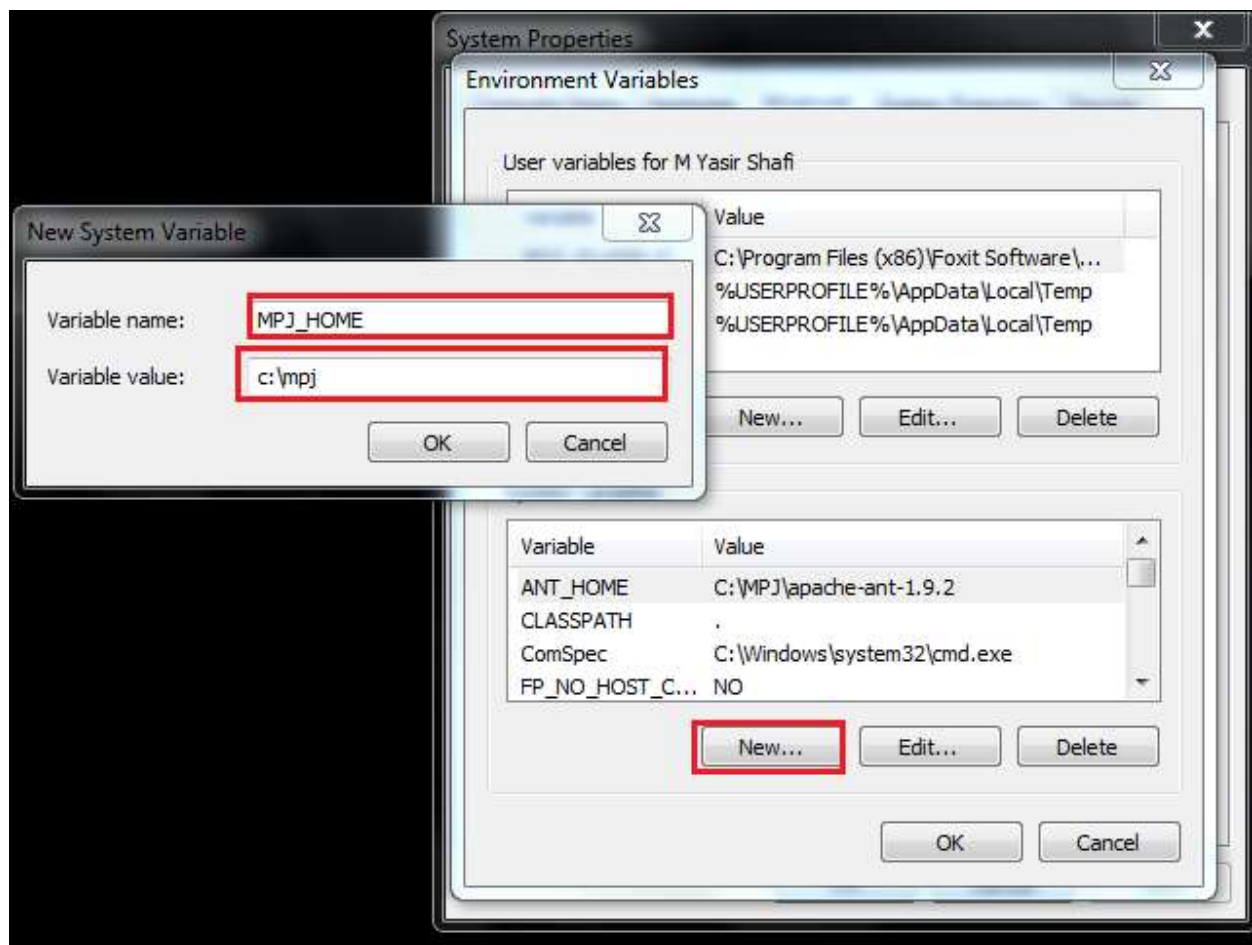 System Properties
Environment Variables
User variables for M Yasir Shafi
Value
C:\Program Files (x86)\Foxit Software\...
%USERPROFILE%\AppData\Local\Temp
%USERPROFILE%\AppData\Local\Temp
New... Edit... Delete
New System Variable
Variable name: MPJ_HOME
Variable value: c:\mpj
OK Cancel
Variable Value
ANT_HOME C:\MPJ\apache-ant-1.9.2
CLASSPATH .
ComSpec C:\Windows\system32\cmd.exe
FP_NO_HOST_C... NO
New... Edit... Delete
OK Cancel